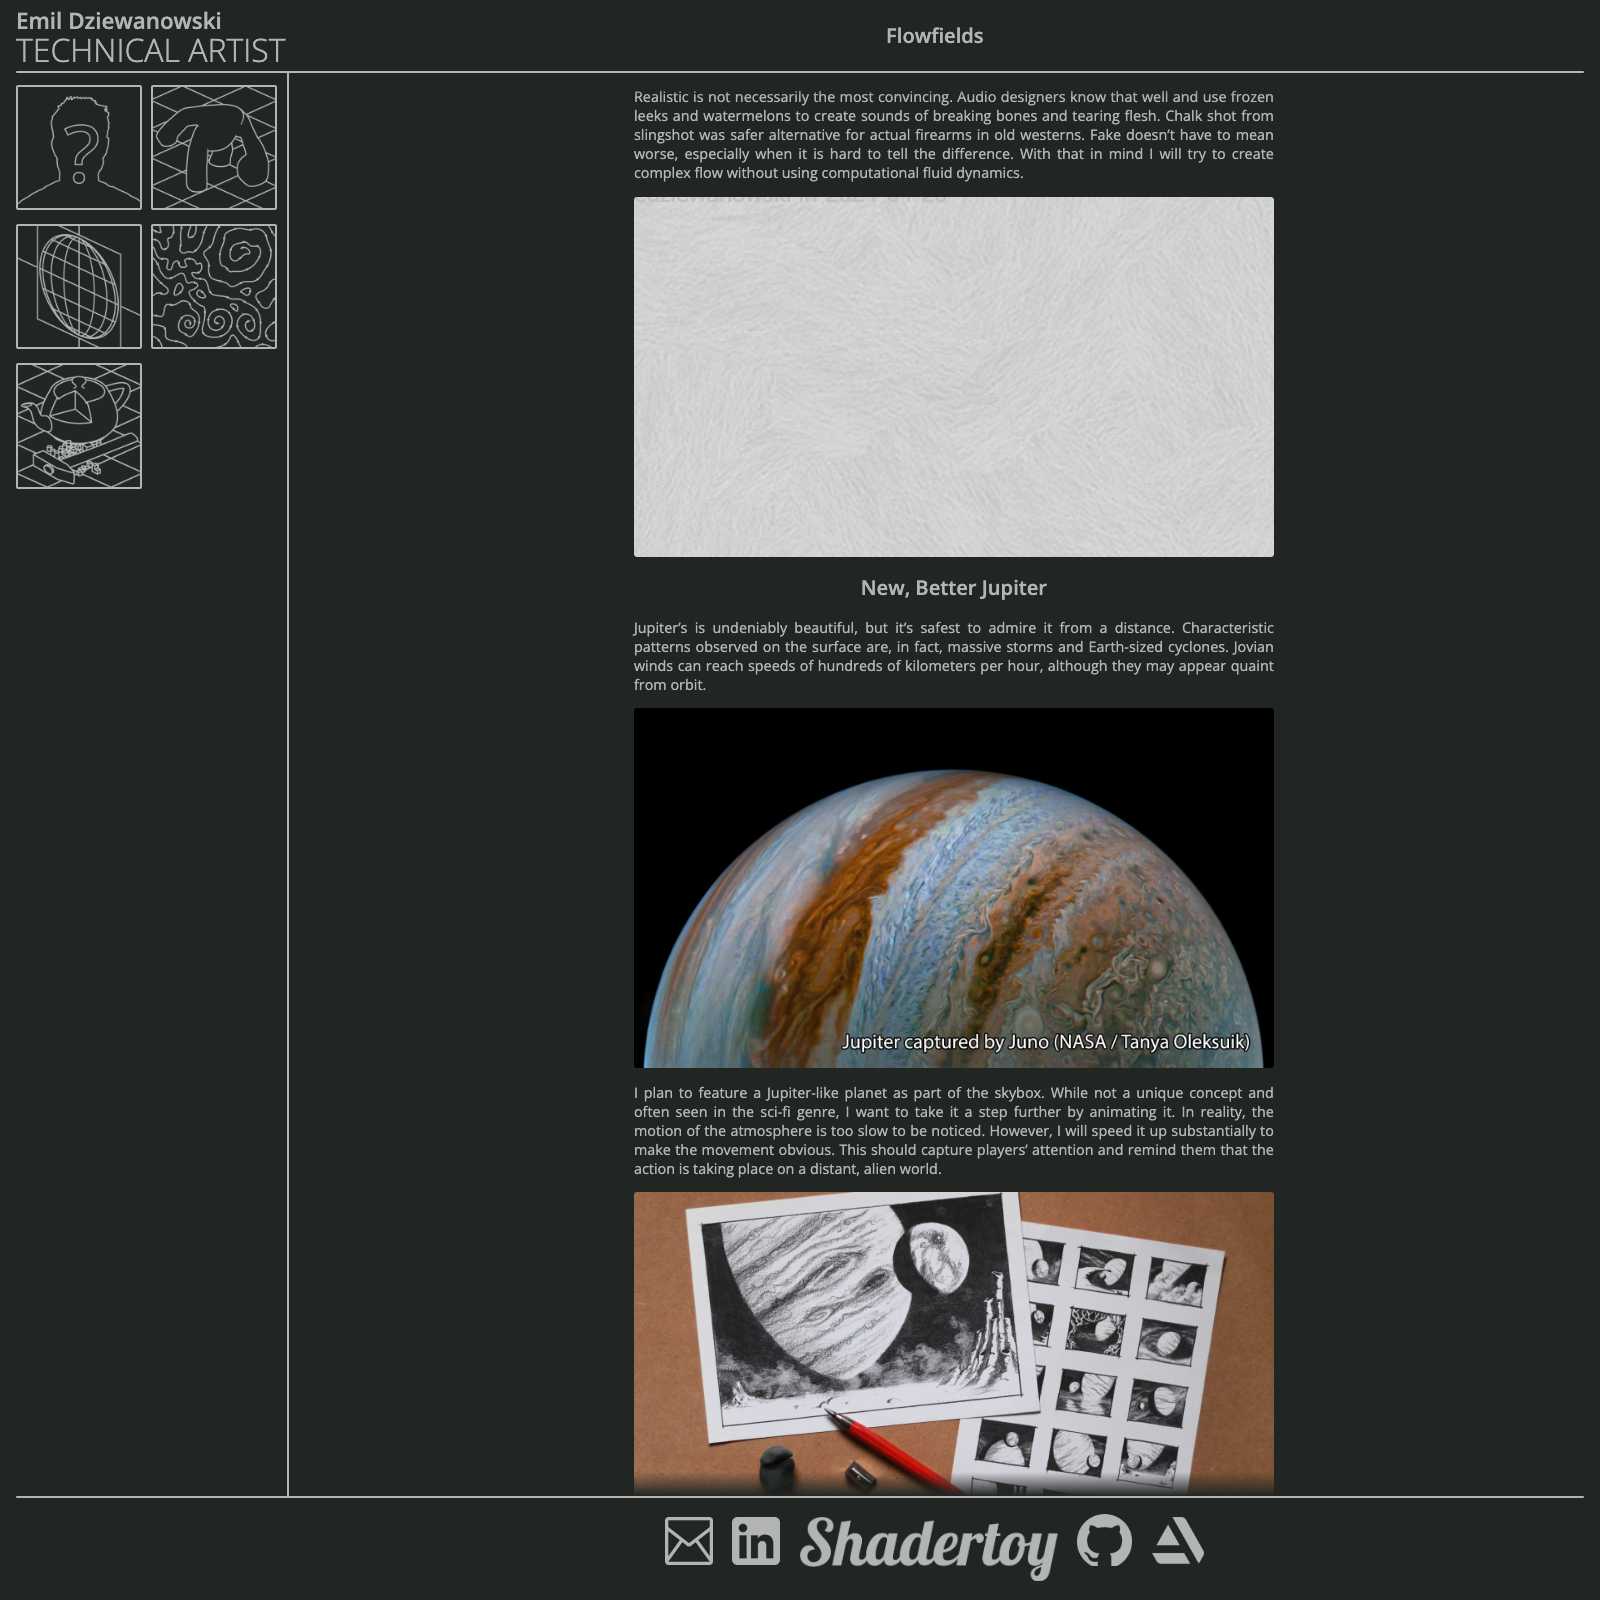 Emil Dziewanowski
TECHNICAL ARTIST
Flowfields
Realistic is not necessarily the most convincing. Audio designers know that well and use frozen
leeks and watermelons to create sounds of breaking bones and tearing flesh. Chalk shot from
slingshot was safer alternative for actual firearms in old westerns. Fake doesn’t have to mean
worse, especially when it is hard to tell the difference. With that in mind I will try to create
complex flow without using computational fluid dynamics.
New, Better Jupiter
Jupiter’s is undeniably beautiful, but it’s safest to admire it from a distance. Characteristic
patterns observed on the surface are, in fact, massive storms and Earth-sized cyclones. Jovian
winds can reach speeds of hundreds of kilometers per hour, although they may appear quaint
from orbit.
Jupiter captured by Juno (NASA / Tanya Oleksuik)
I plan to feature a Jupiter-like planet as part of the skybox. While not a unique concept and
often seen in the sci-fi genre, I want to take it a step further by animating it. In reality, the
motion of the atmosphere is too slow to be noticed. However, I will speed it up substantially to
make the movement obvious. This should capture players’ attention and remind them that the
action is taking place on a distant, alien world.
in Shadertoy